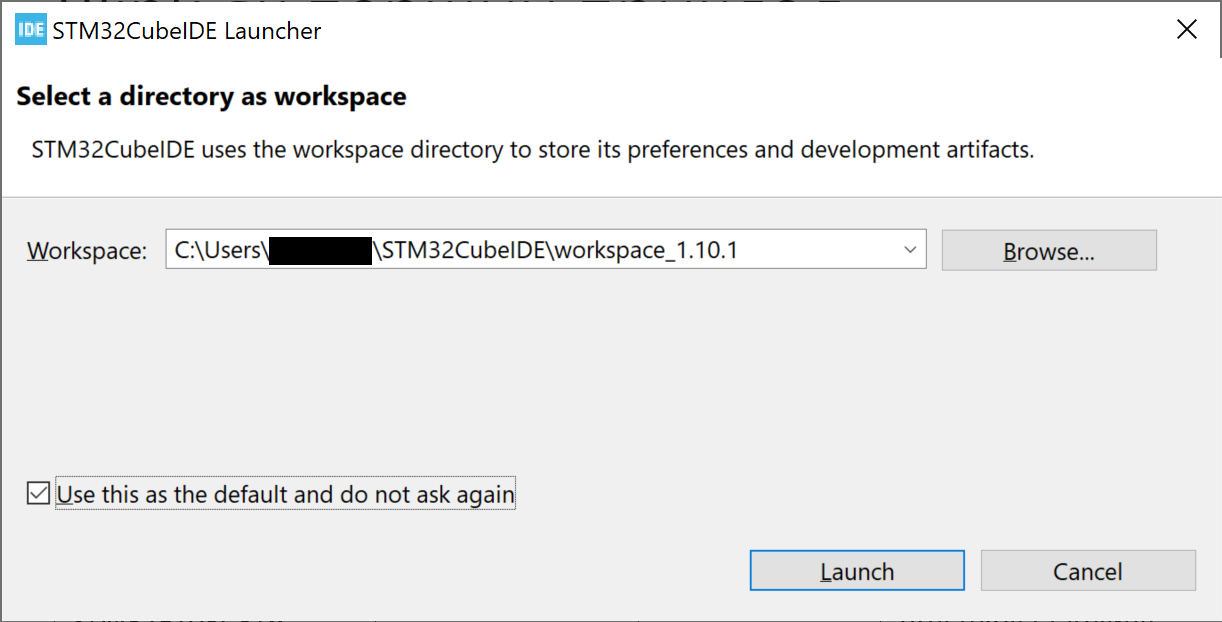 IDE STM32CubeIDE Launcher
Select a directory as workspace
STM32CubeIDE uses the workspace directory to store its preferences and development artifacts.
Workspace: C:\Users\ \STM32CubeIDE\workspace_1.10.1 Browse...
Use this as the default and do not ask again
Launch Cancel